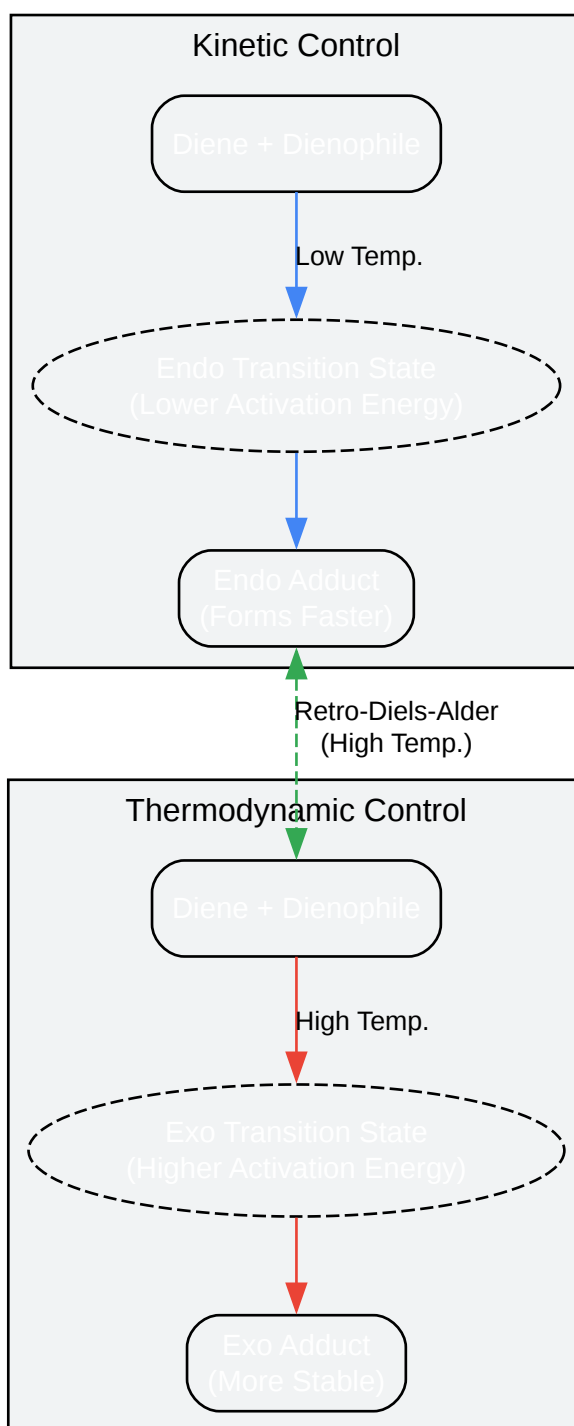 Kinetic Control
Diene + Dienophile
Low Temp.
Endo Transition State
(Lower Activation Energy)
Endo Adduct
(Forms Faster)
Retro-Diels-Alder
(High Temp.)
Thermodynamic Control
Diene + Dienophile
High Temp.
Exo Transition State
(Higher Activation Energy)
Exo Adduct
(More Stable)